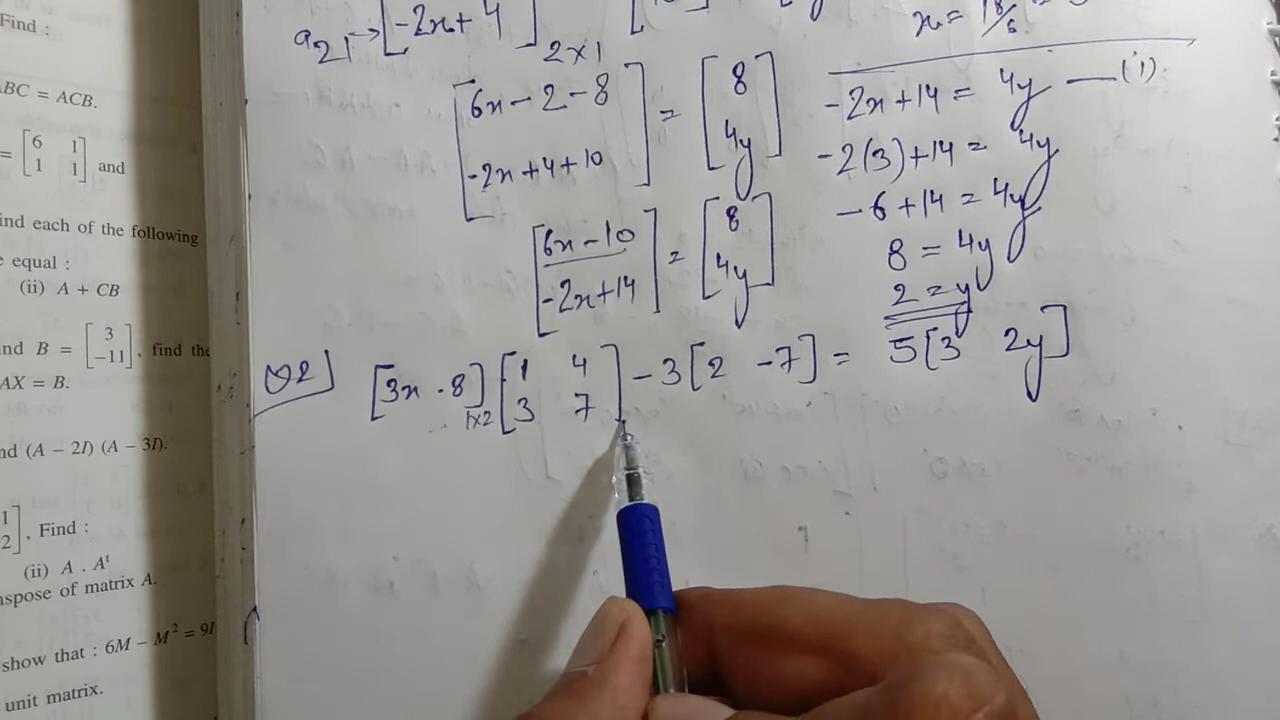 Find :
ABC = ACB.
= [6 1
1 1] and
find each of the following
e equal :
(ii) A + CB
and B = [3
-11], find the
AX = B.
nd (A – 2I) (A – 3I).
1
2], Find :
(ii) A . Aᵗ
nspose of matrix A.
show that : 6M – M² = 9I
unit matrix.
a21 → [-2x+4] 2×1
x = 18/6
[6x-2-8
-2x+4+10] = [8
4y]
[6x-10
-2x+14] = [8
4y]
-2x+14 = 4y —(1)
-2(3)+14 = 4y
-6+14 = 4y
8 = 4y
2 = y
Q2] [3x -8]1×2 [1 4
3 7] -3[2 -7] = 5[3 2y]